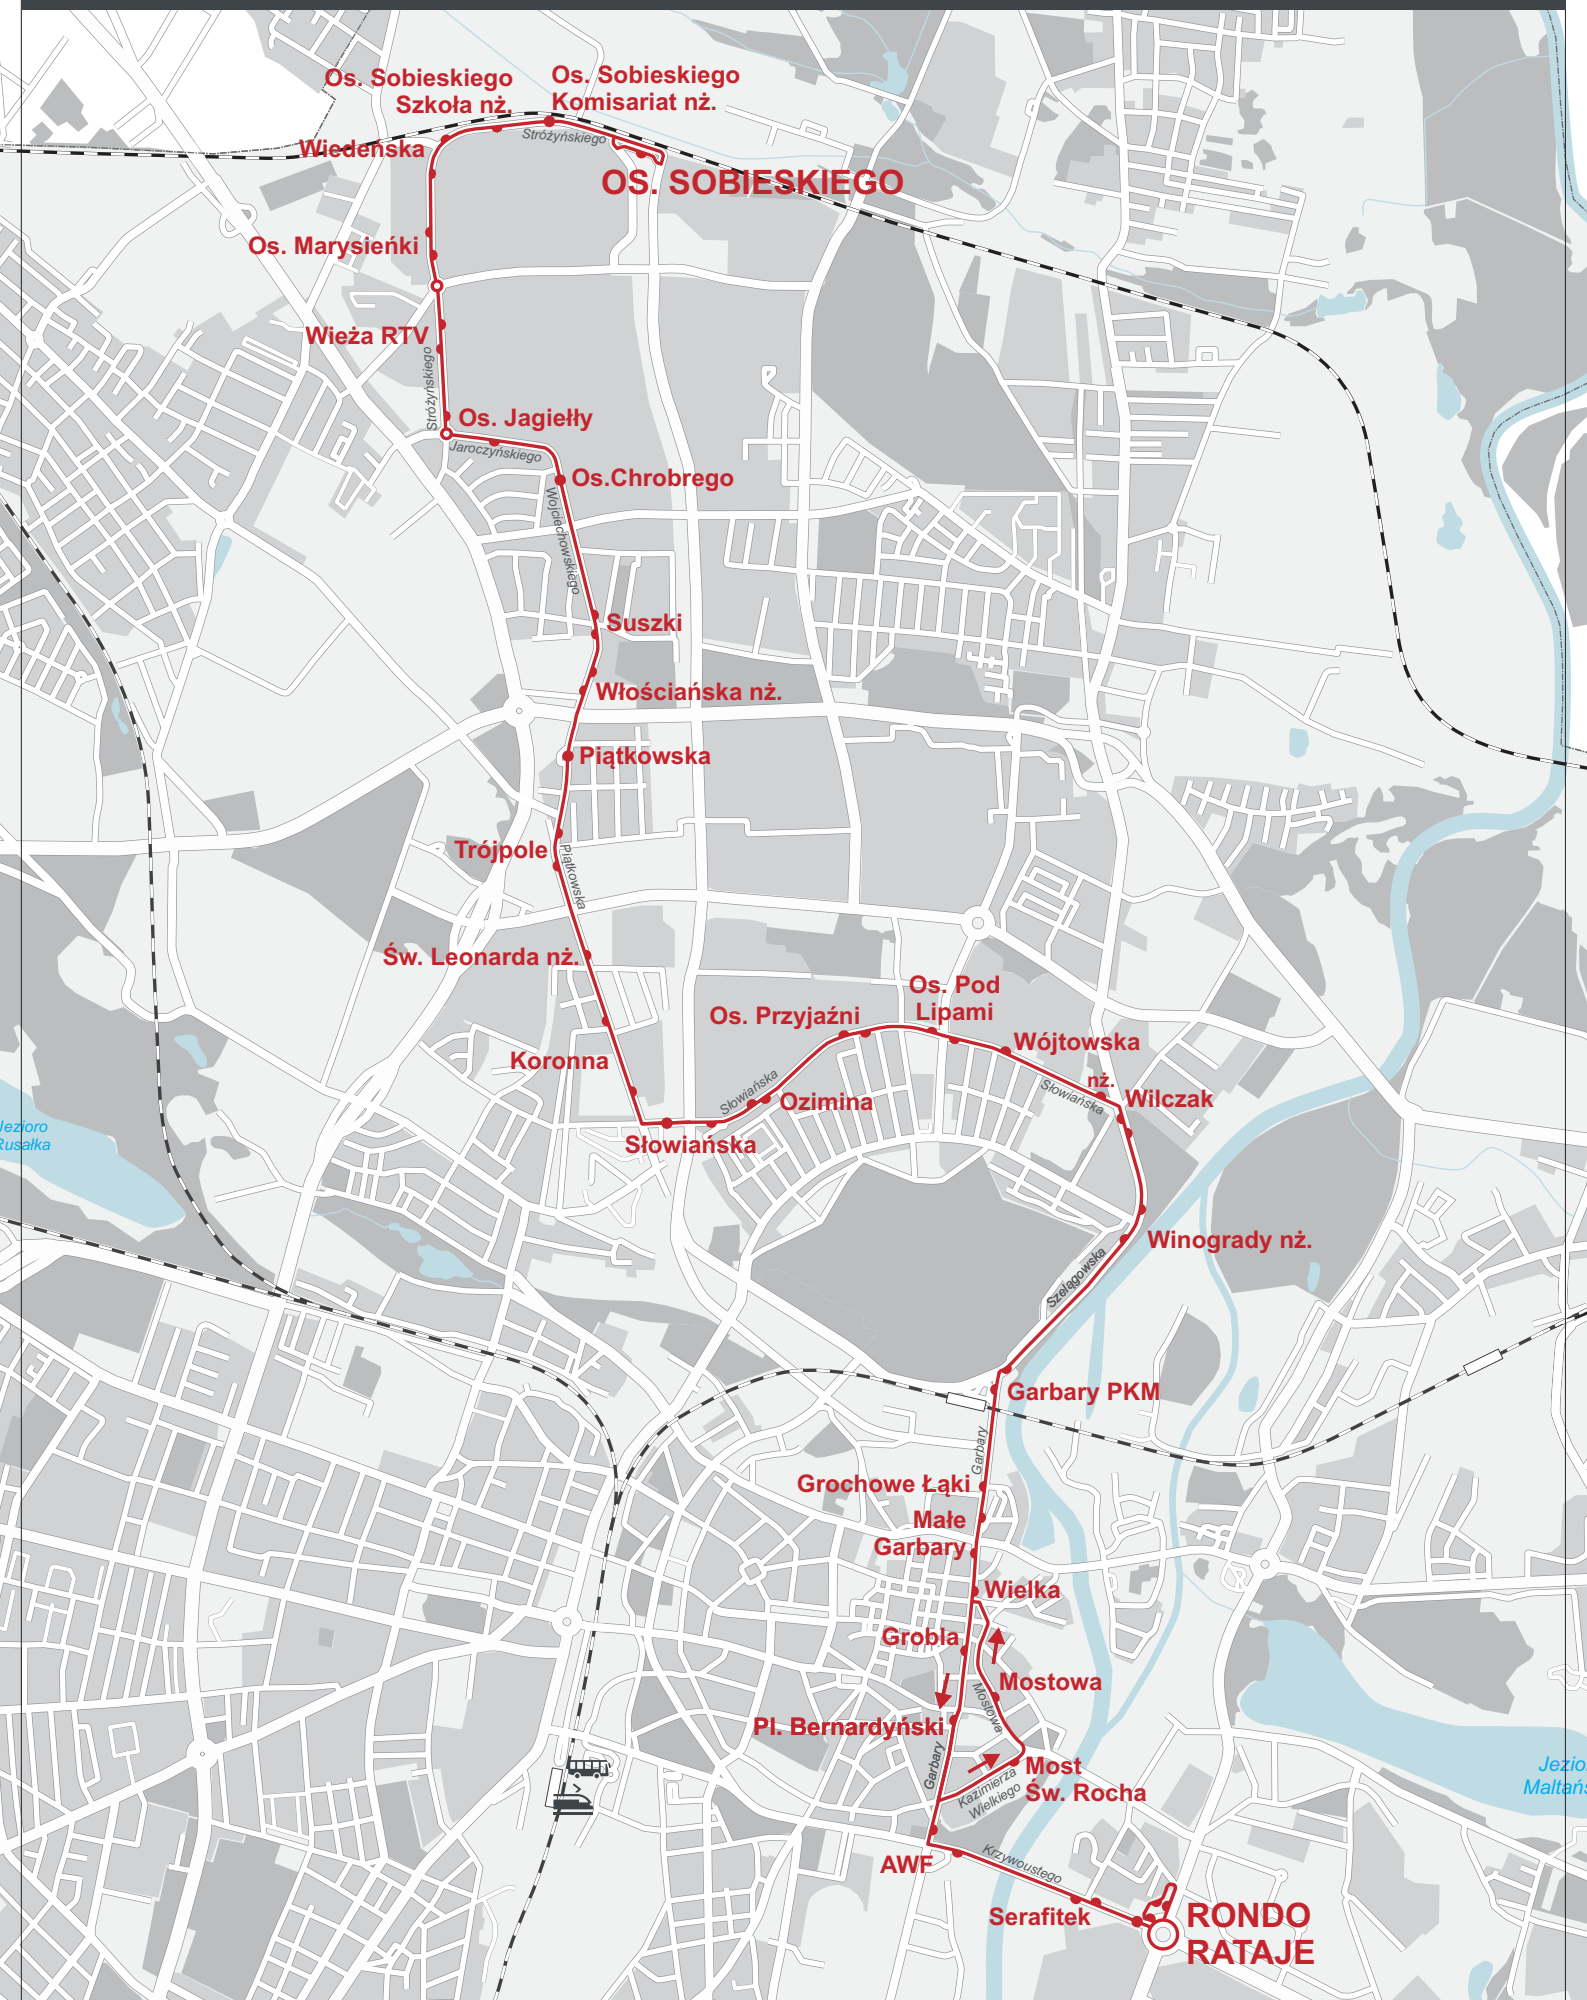 Os. Sobieskiego
Szkoła nż.
Os. Sobieskiego
Komisariat nż.
Stróżyńskiego
Wiedeńska
OS. SOBIESKIEGO
Os. Marysieńki
Wieża RTV
Stróżyńskiego
Os. Jagiełły
Jaroczyńskiego
Os.Chrobrego
Wojciechowskiego
Suszki
Włościańska nż.
Piątkowska
Trójpole
Piątkowska
Św. Leonarda nż.
Os. Pod
Lipami
Os. Przyjaźni
Wójtowska
Koronna
nż.
Wilczak
Słowiańska
Słowiańska
Ozimina
Słowiańska
Jezioro
Rusałka
Winogrady nż.
Szelągowska
Garbary PKM
Garbary
Grochowe Łąki
Małe
Garbary
Wielka
Grobla
Mostowa
Mostowa
Pl. Bernardyński
Garbary
Most
Św. Rocha
Kazimierza
Wielkiego
Jezio
Maltańs
AWF
Krzywoustego
Serafitek
RONDO
RATAJE